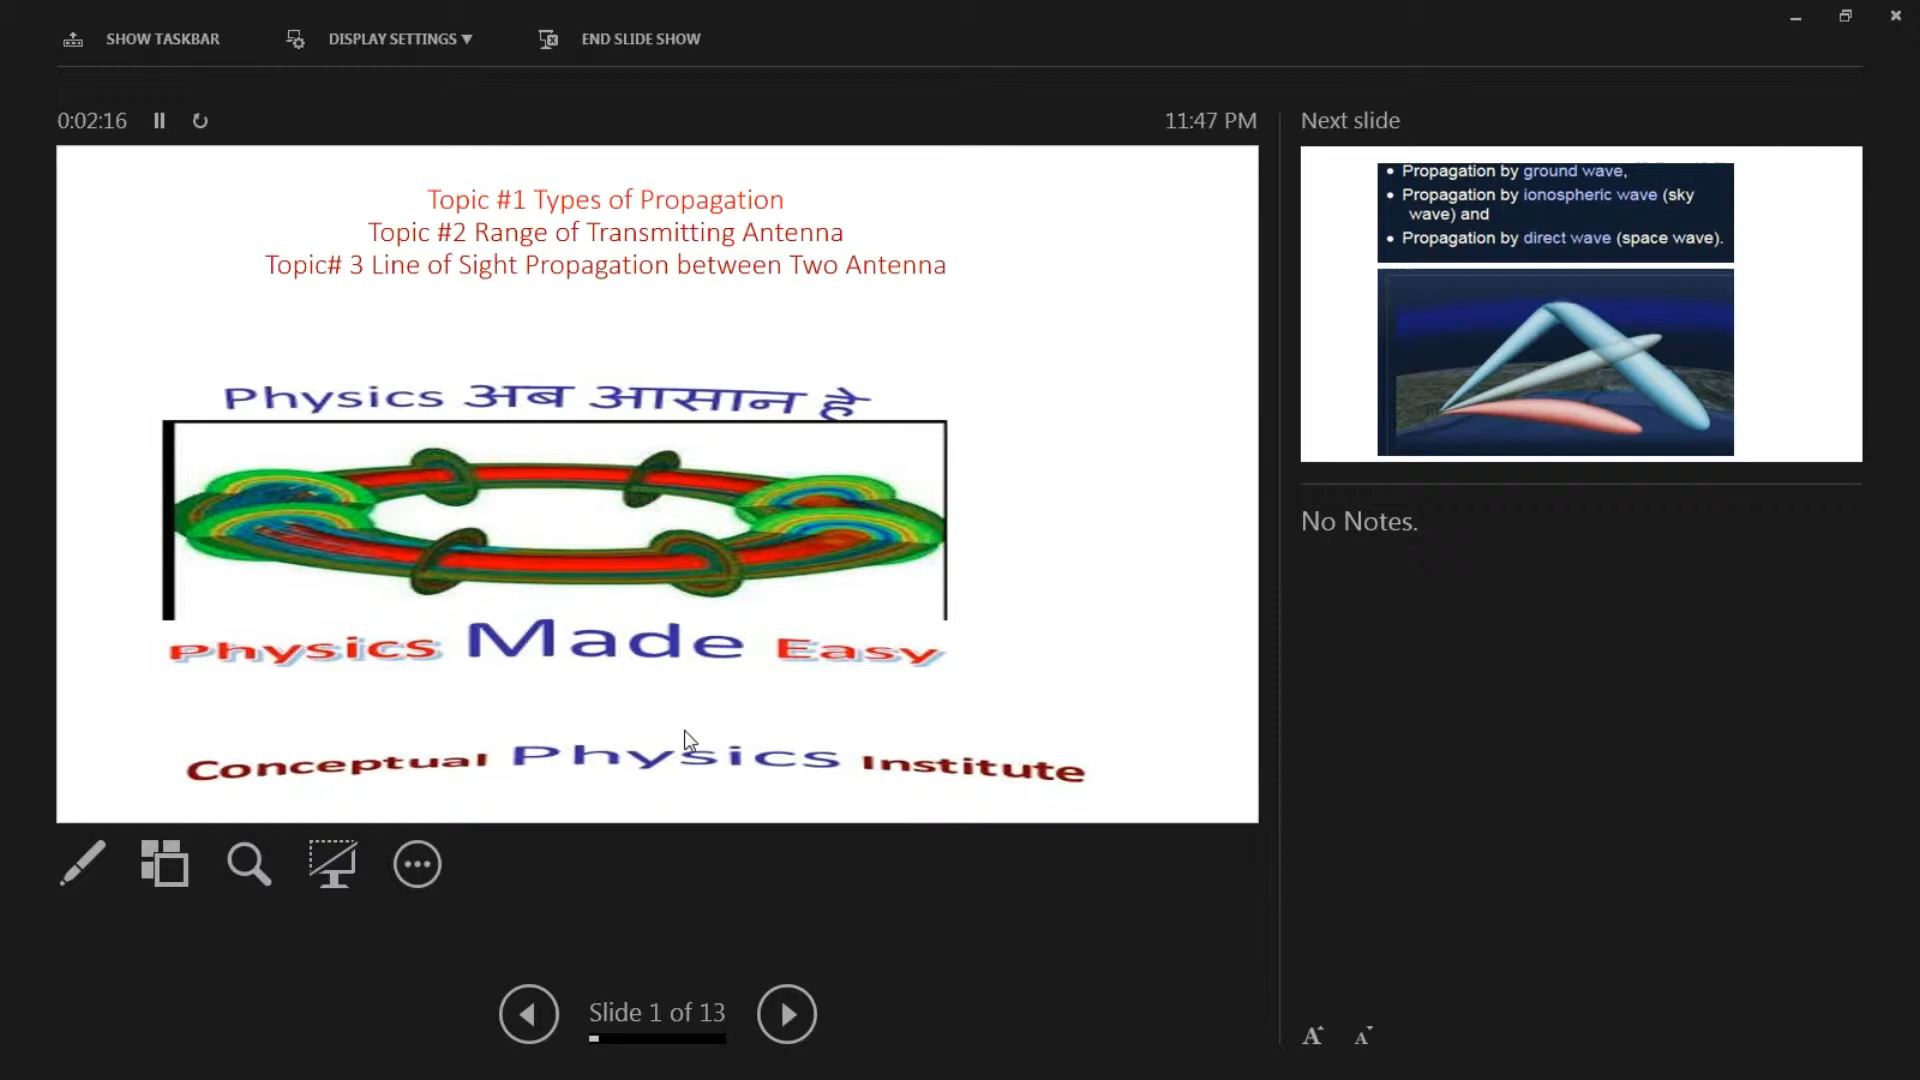 SHOW TASKBAR
DISPLAY SETTINGS
END SLIDE SHOW
0:02:16
11:47 PM
Topic #1 Types of Propagation
Topic #2 Range of Transmitting Antenna
Topic# 3 Line of Sight Propagation between Two Antenna
Physics अब आसान हे
Physics Made Easy
Conceptual Physics Institute
Slide 1 of 13
Next slide
• Propagation by ground wave,
• Propagation by ionospheric wave (sky
wave) and
• Propagation by direct wave (space wave).
No Notes.
A A